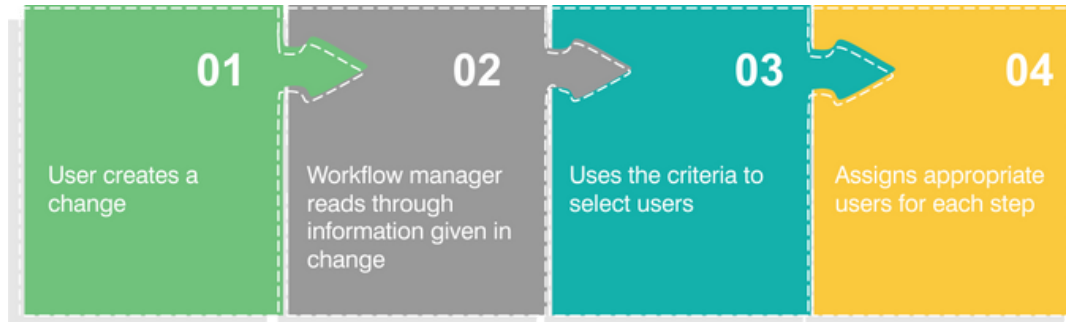 01
User creates a
change
02
Workflow manager
reads through
information given in
change
03
Uses the criteria to
select users
04
Assigns appropriate
users for each step